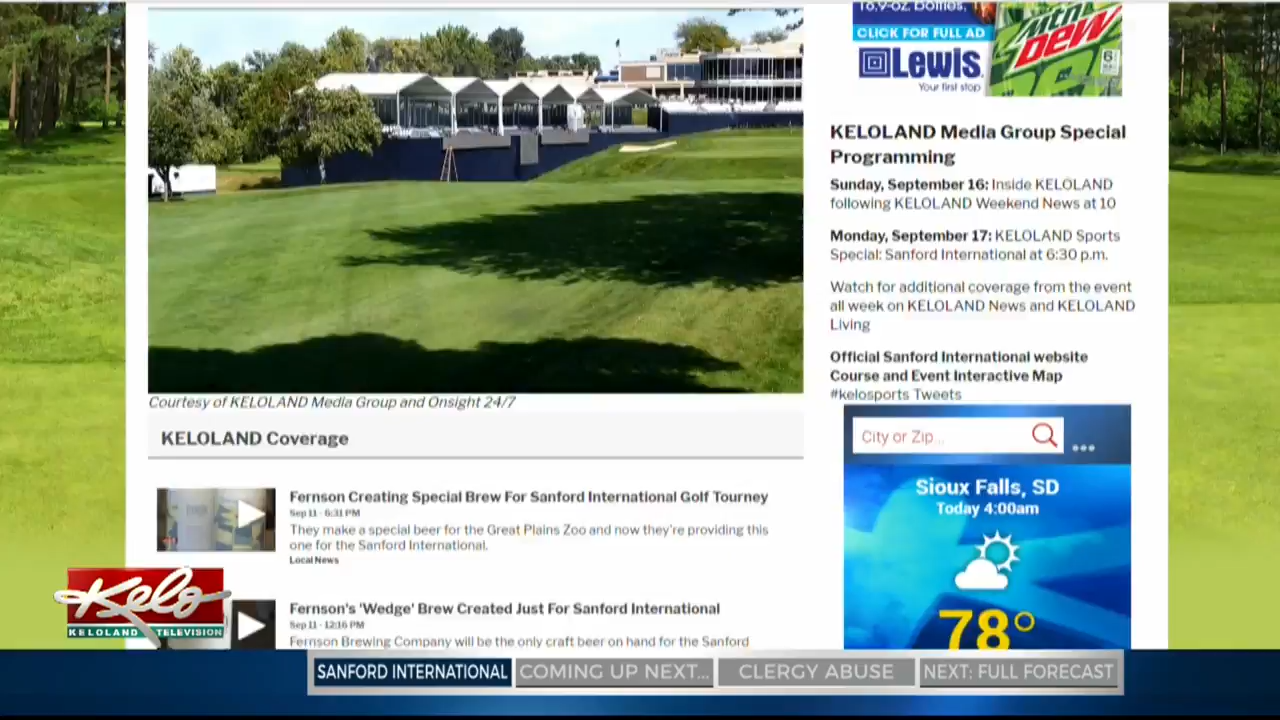 16.9-oz. bottles.
CLICK FOR FULL AD
Lewis
Your first stop
Mtn
DEW
6
KELOLAND Media Group Special
Programming
Sunday, September 16: Inside KELOLAND
following KELOLAND Weekend News at 10
Monday, September 17: KELOLAND Sports
Special: Sanford International at 6:30 p.m.
Watch for additional coverage from the event
all week on KELOLAND News and KELOLAND
Living
Official Sanford International website
Course and Event Interactive Map
#kelosports Tweets
Courtesy of KELOLAND Media Group and Onsight 24/7
KELOLAND Coverage
Fernson Creating Special Brew For Sanford International Golf Tourney
Sep 11 - 6:31 PM
They make a special beer for the Great Plains Zoo and now they're providing this
one for the Sanford International.
Local News
Fernson's 'Wedge' Brew Created Just For Sanford International
Sep 11 - 12:16 PM
Fernson Brewing Company will be the only craft beer on hand for the Sanford
City or Zip...
Sioux Falls, SD
Today 4:00am
78°
Kelo
KELOLAND TELEVISION
SANFORD INTERNATIONAL
COMING UP NEXT...
CLERGY ABUSE
NEXT: FULL FORECAST